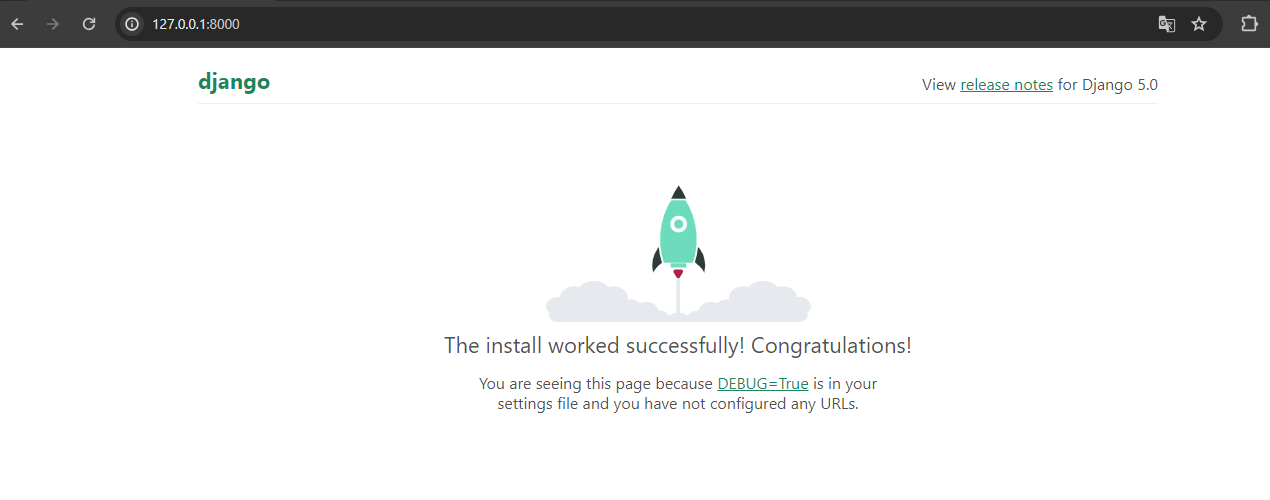 127.0.0.1:8000
django
View release notes for Django 5.0
The install worked successfully! Congratulations!
You are seeing this page because DEBUG=True is in your
settings file and you have not configured any URLs.